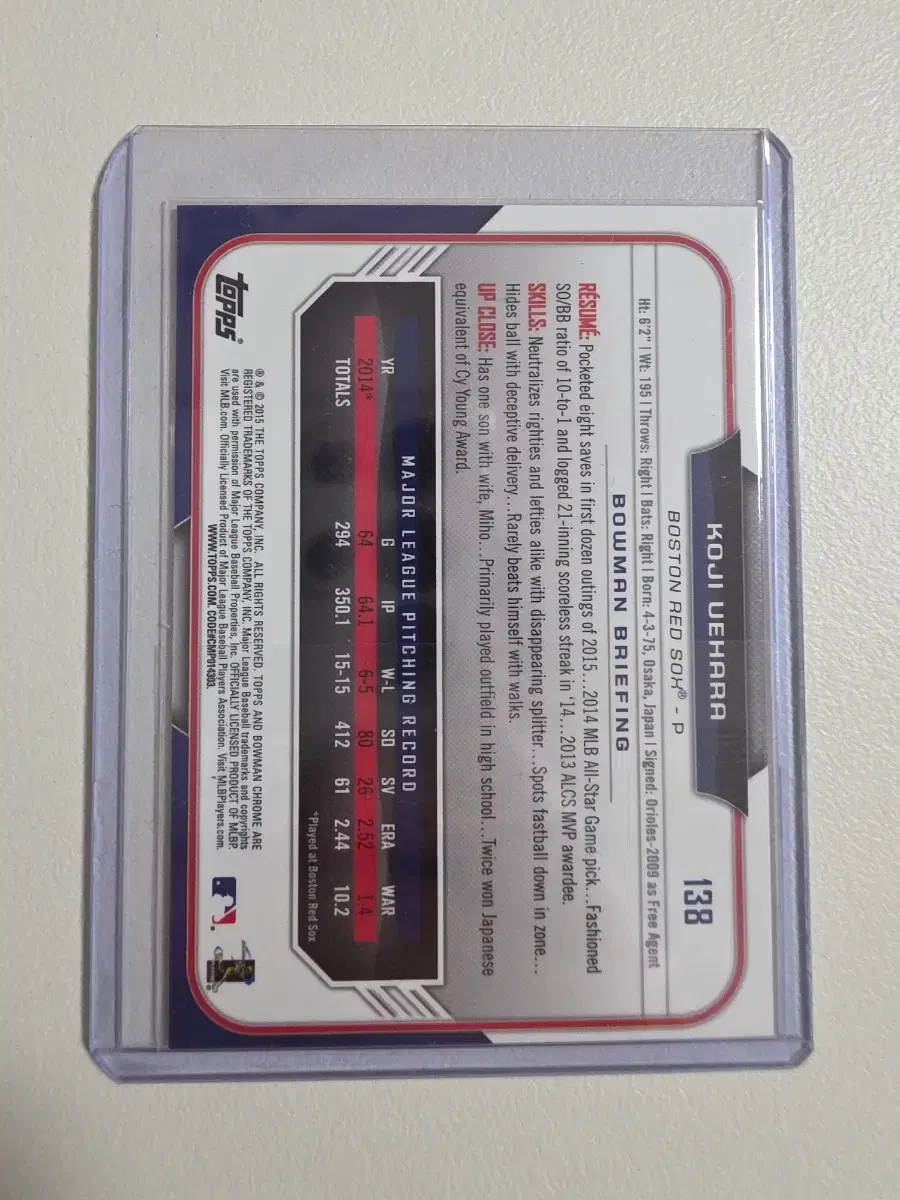 138
KOJI UEHARA
BOSTON RED SOX® - P
Ht: 6'2" | Wt: 195 | Throws: Right | Bats: Right | Born: 4-3-75, Osaka, Japan | Signed: Orioles-2009 as Free Agent
BOWMAN BRIEFING
RÉSUMÉ: Pocketed eight saves in first dozen outings of 2015...2014 MLB All-Star Game pick...Fashioned
SO/BB ratio of 10-to-1 and logged 21-inning scoreless streak in '14...2013 ALCS MVP awardee.
SKILLS: Neutralizes righties and lefties alike with disappearing splitter...Spots fastball down in zone...
Hides ball with deceptive delivery...Rarely beats himself with walks.
UP CLOSE: Has one son with wife, Miho...Primarily played outfield in high school...Twice won Japanese
equivalent of Cy Young Award.
MAJOR LEAGUE PITCHING RECORD
YR G IP W-L SO SV ERA WAR
2014* 64 64.1 6-5 80 26 2.52 1.4
TOTALS 294 350.1 15-15 412 61 2.44 10.2
*Played at Boston Red Sox
topps®
® & © 2015 THE TOPPS COMPANY, INC. ALL RIGHTS RESERVED. TOPPS AND BOWMAN CHROME ARE
REGISTERED TRADEMARKS OF THE TOPPS COMPANY, INC. Major League Baseball trademarks and copyrights
are used with permission of Major League Baseball Properties, Inc. OFFICIALLY LICENSED PRODUCT OF MLBP.
Visit MLB.com. Officially Licensed Product of Major League Baseball Players Association. Visit MLBPlayers.com.
WWW.TOPPS.COM. CODE#CMP014303.